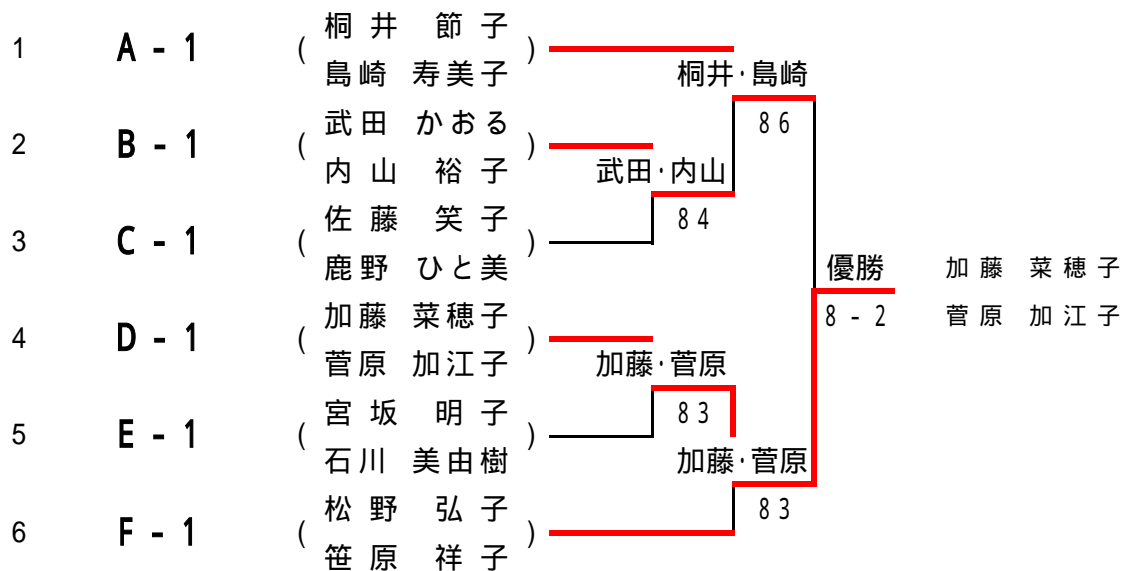 1 A - 1 ( 桐 井 節 子 )
島崎 寿美子 桐井･島崎
86
2 B - 1 ( 武田 かおる )
内 山 裕 子 武田･内山
84
3 C - 1 ( 佐 藤 笑 子 )
鹿野 ひと美 優勝 加 藤 菜 穂 子
4 D - 1 ( 加藤 菜穂子 ) 8 - 2 菅 原 加 江 子
菅原 加江子 加藤･菅原
83
5 E - 1 ( 宮 坂 明 子 )
石川 美由樹 加藤･菅原
83
6 F - 1 ( 松 野 弘 子 )
笹 原 祥 子